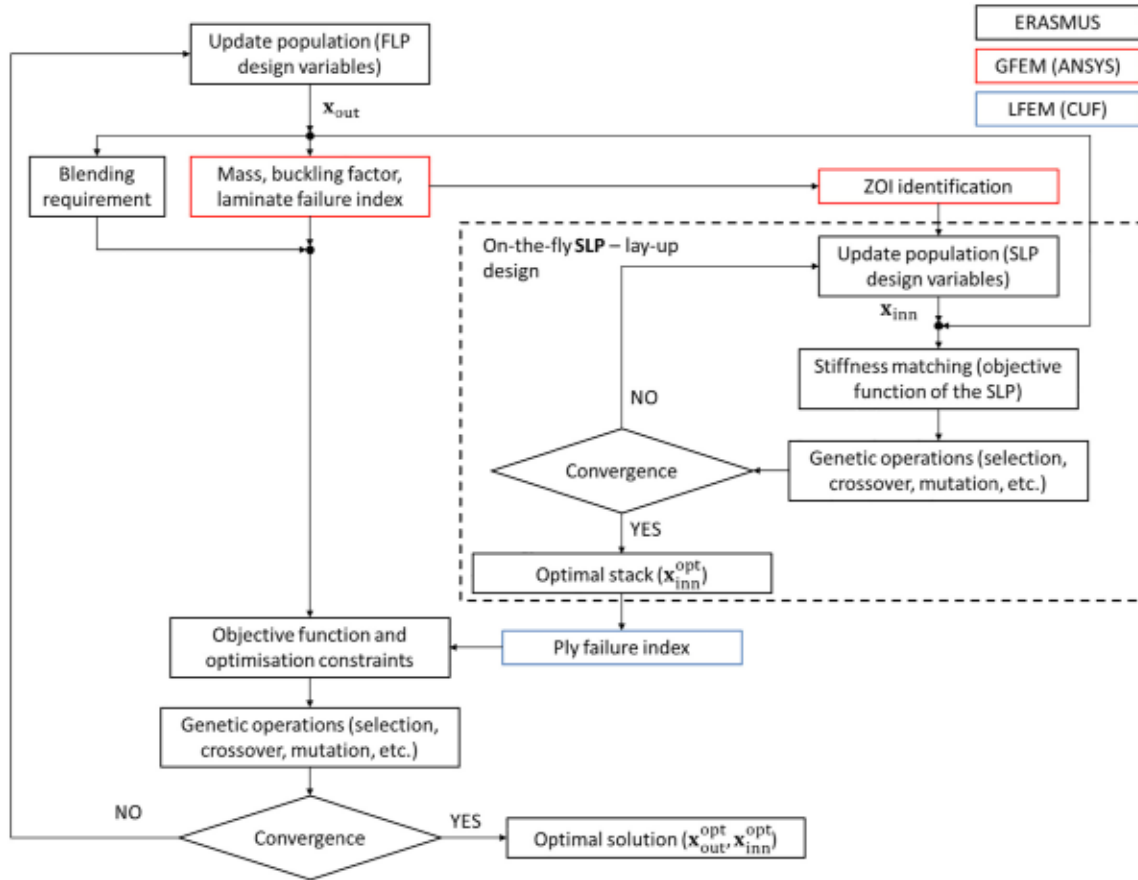 ERASMUS
GFEM (ANSYS)
LFEM (CUF)
Update population (FLP
design variables)
x_out
Blending
requirement
Mass, buckling factor,
laminate failure index
ZOI identification
On-the-fly SLP – lay-up
design
Update population (SLP
design variables)
x_inn
Stiffness matching (objective
function of the SLP)
NO
Convergence
Genetic operations (selection,
crossover, mutation, etc.)
YES
Optimal stack (x_inn^opt)
Objective function and
optimisation constraints
Ply failure index
Genetic operations (selection,
crossover, mutation, etc.)
NO
Convergence
YES
Optimal solution (x_out^opt, x_inn^opt)